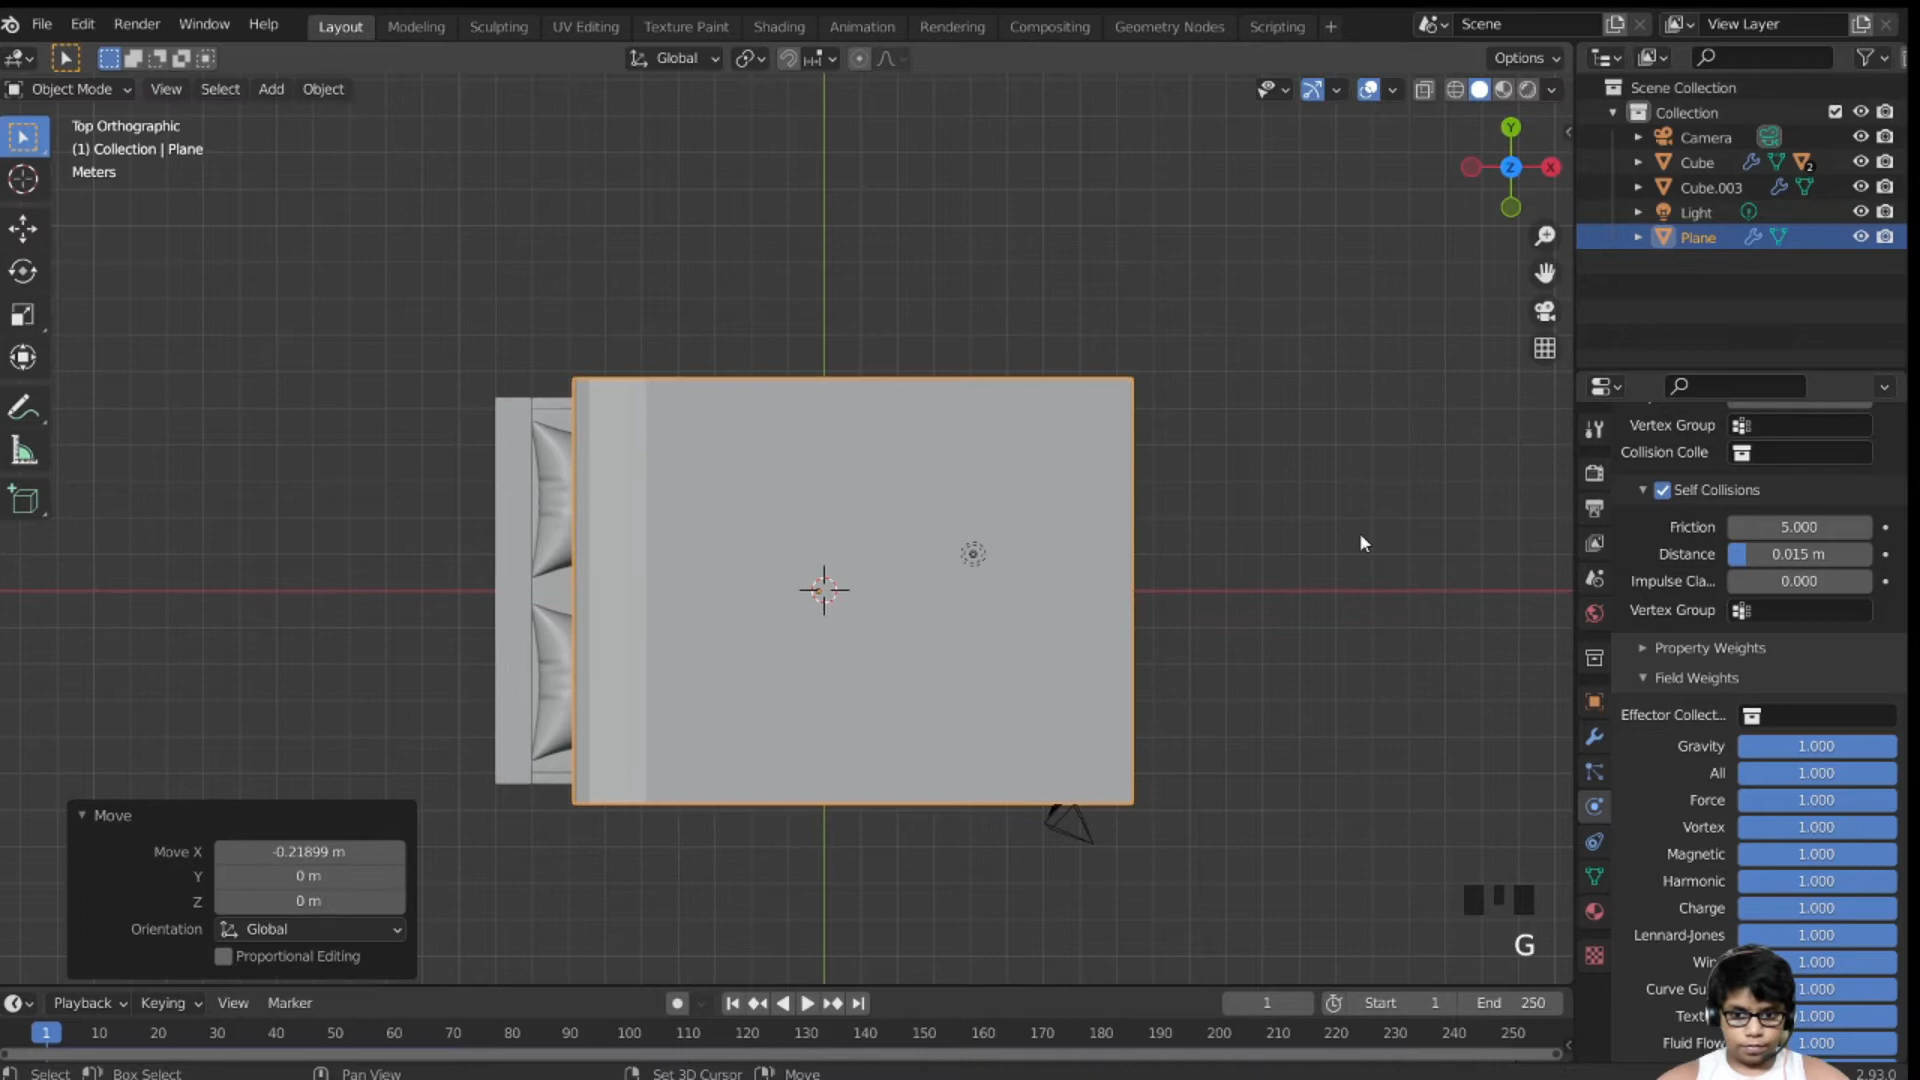 File Edit Render Window Help Layout Modeling Sculpting UV Editing Texture Paint Shading Animation Rendering Compositing Geometry Nodes Scripting + Scene View Layer
Global Options
Object Mode View Select Add Object
Top Orthographic
(1) Collection | Plane
Meters
Y
Z X
Scene Collection
Collection
Camera
Cube 2
Cube.003
Light
Plane
Vertex Group
Collision Colle
Self Collisions
Friction 5.000
Distance 0.015 m
Impulse Cla... 0.000
Vertex Group
Property Weights
Field Weights
Effector Collect...
Gravity 1.000
All 1.000
Force 1.000
Vortex 1.000
Magnetic 1.000
Harmonic 1.000
Charge 1.000
Lennard-Jones 1.000
Win 1.000
Curve Gu 1.000
Text 1.000
Fluid Flow 1.000
Move
Move X -0.21899 m
Y 0 m
Z 0 m
Orientation Global
Proportional Editing
G
Playback Keying View Marker 1 Start 1 End 250
1 10 20 30 40 50 60 70 80 90 100 110 120 130 140 150 160 170 180 190 200 210 220 230 240 250
Select Box Select Pan View Set 3D Cursor Move 2.93.0